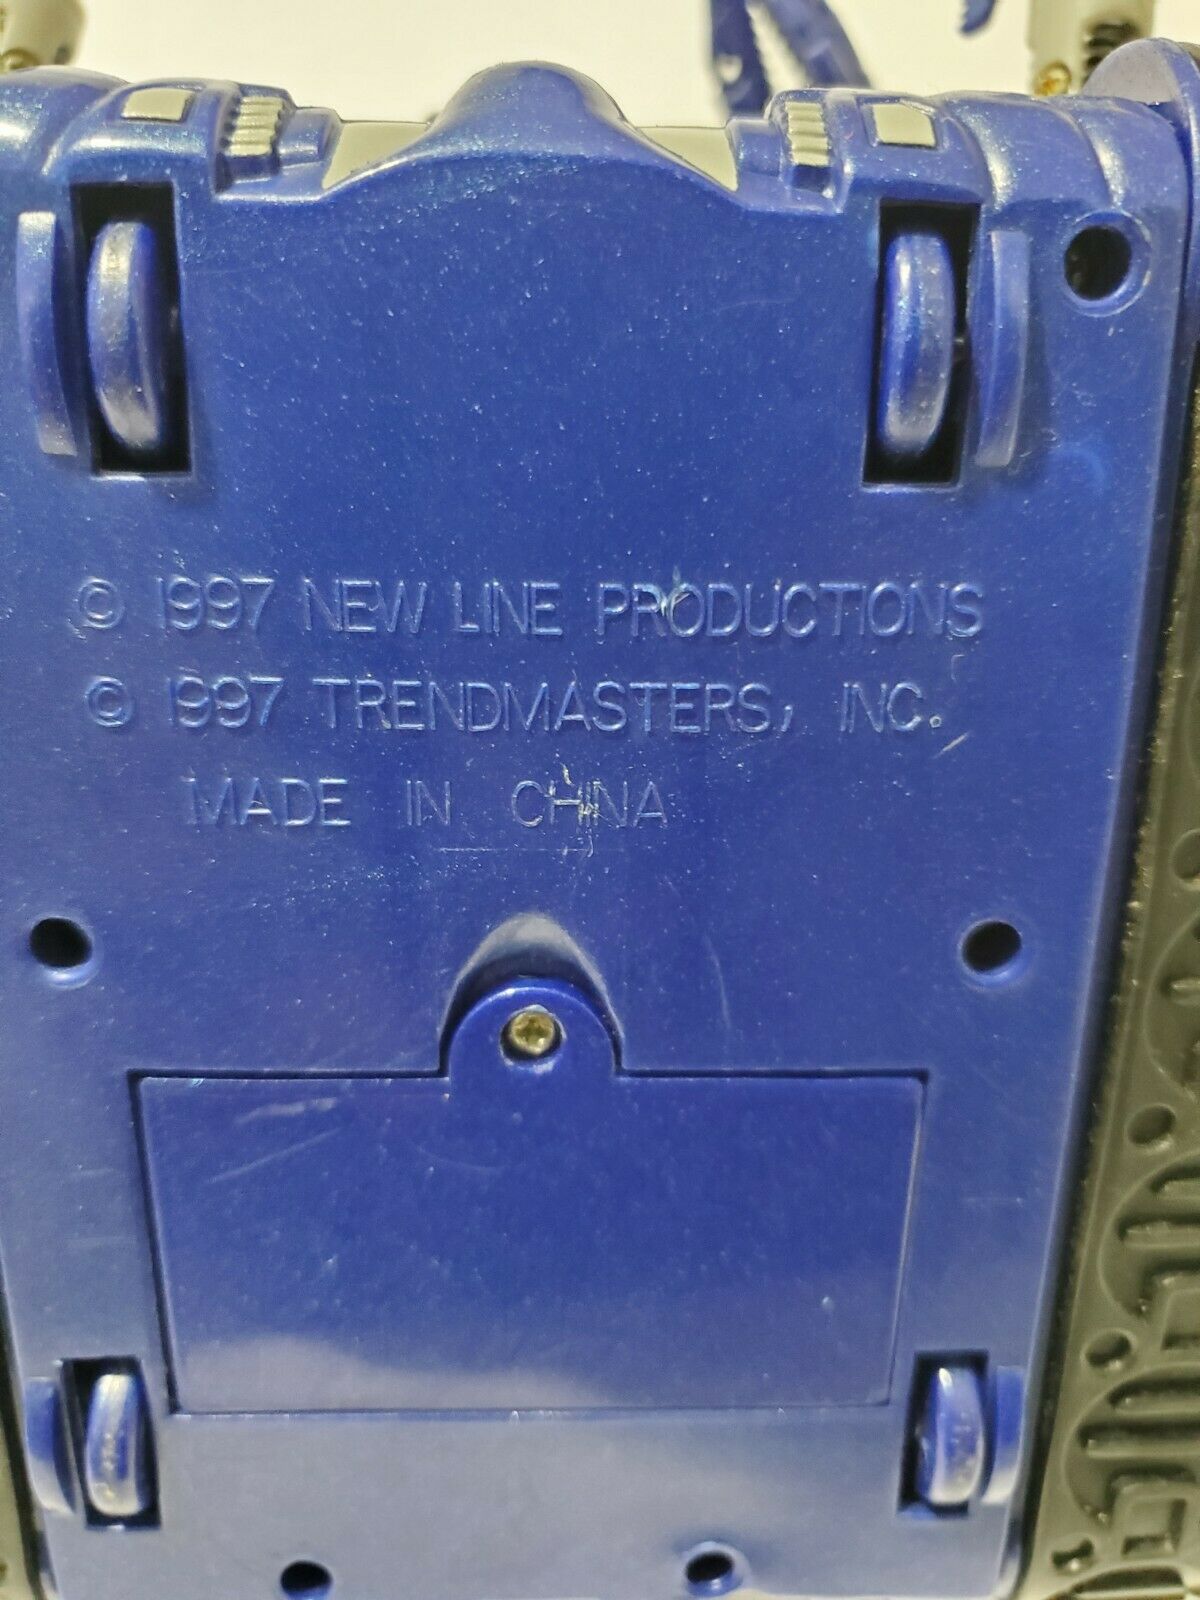 © 1997 NEW LINE PRODUCTIONS
© 1997 TRENDMASTERS, INC.
MADE IN CHINA